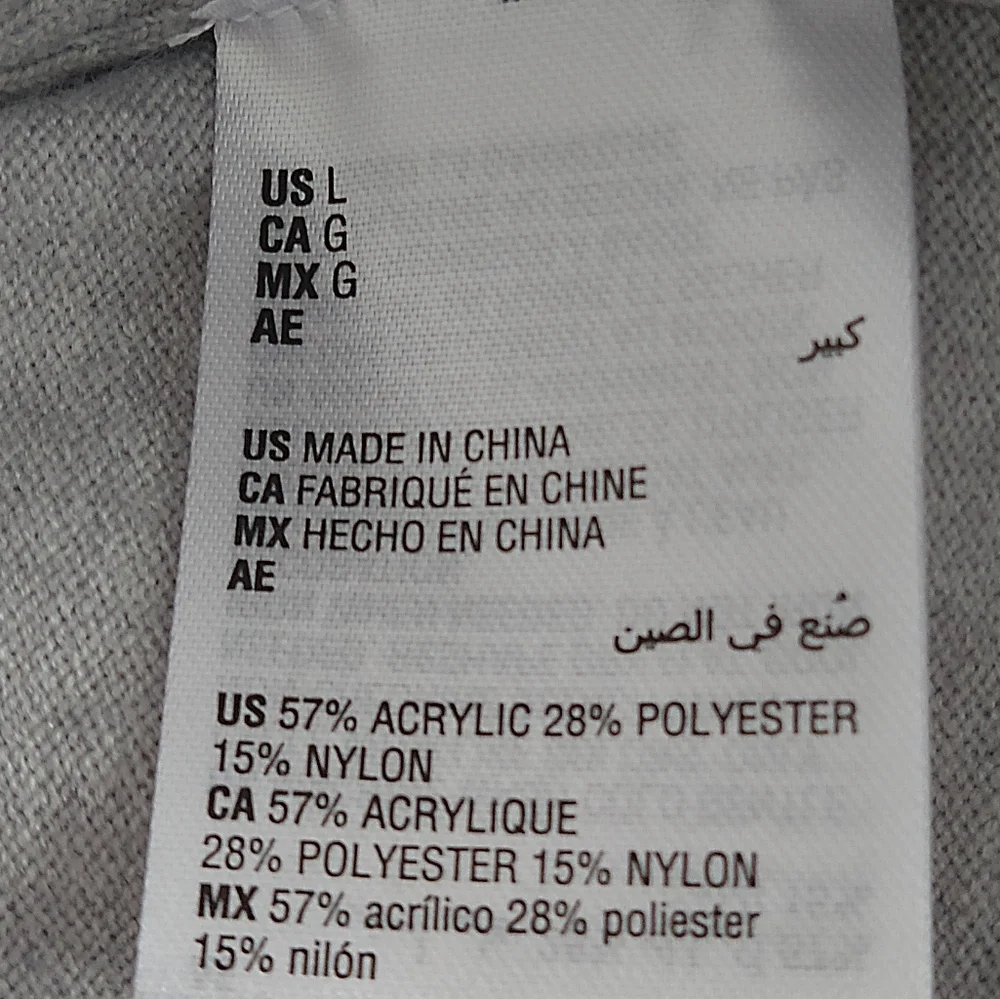 US L
CA G
MX G
AE
كبير
US MADE IN CHINA
CA FABRIQUÉ EN CHINE
MX HECHO EN CHINA
AE
صُنع في الصين
US 57% ACRYLIC 28% POLYESTER
15% NYLON
CA 57% ACRYLIQUE
28% POLYESTER 15% NYLON
MX 57% acrílico 28% poliester
15% nilón